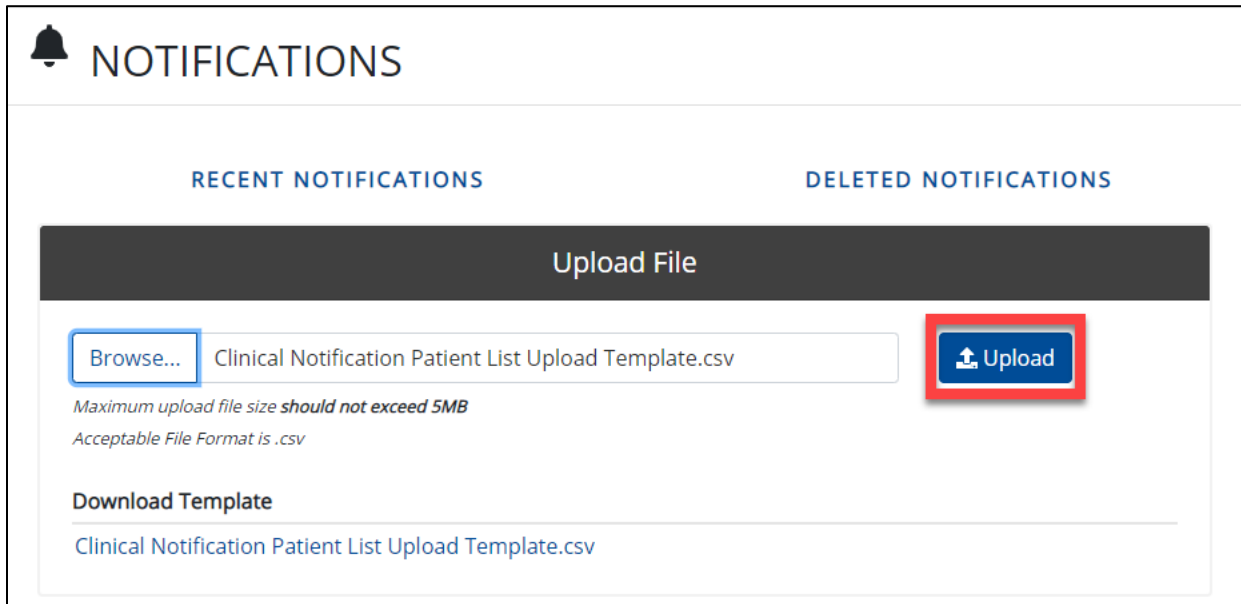 NOTIFICATIONS
RECENT NOTIFICATIONS
DELETED NOTIFICATIONS
Upload File
Browse... Clinical Notification Patient List Upload Template.csv
Upload
Maximum upload file size should not exceed 5MB
Acceptable File Format is .csv
Download Template
Clinical Notification Patient List Upload Template.csv